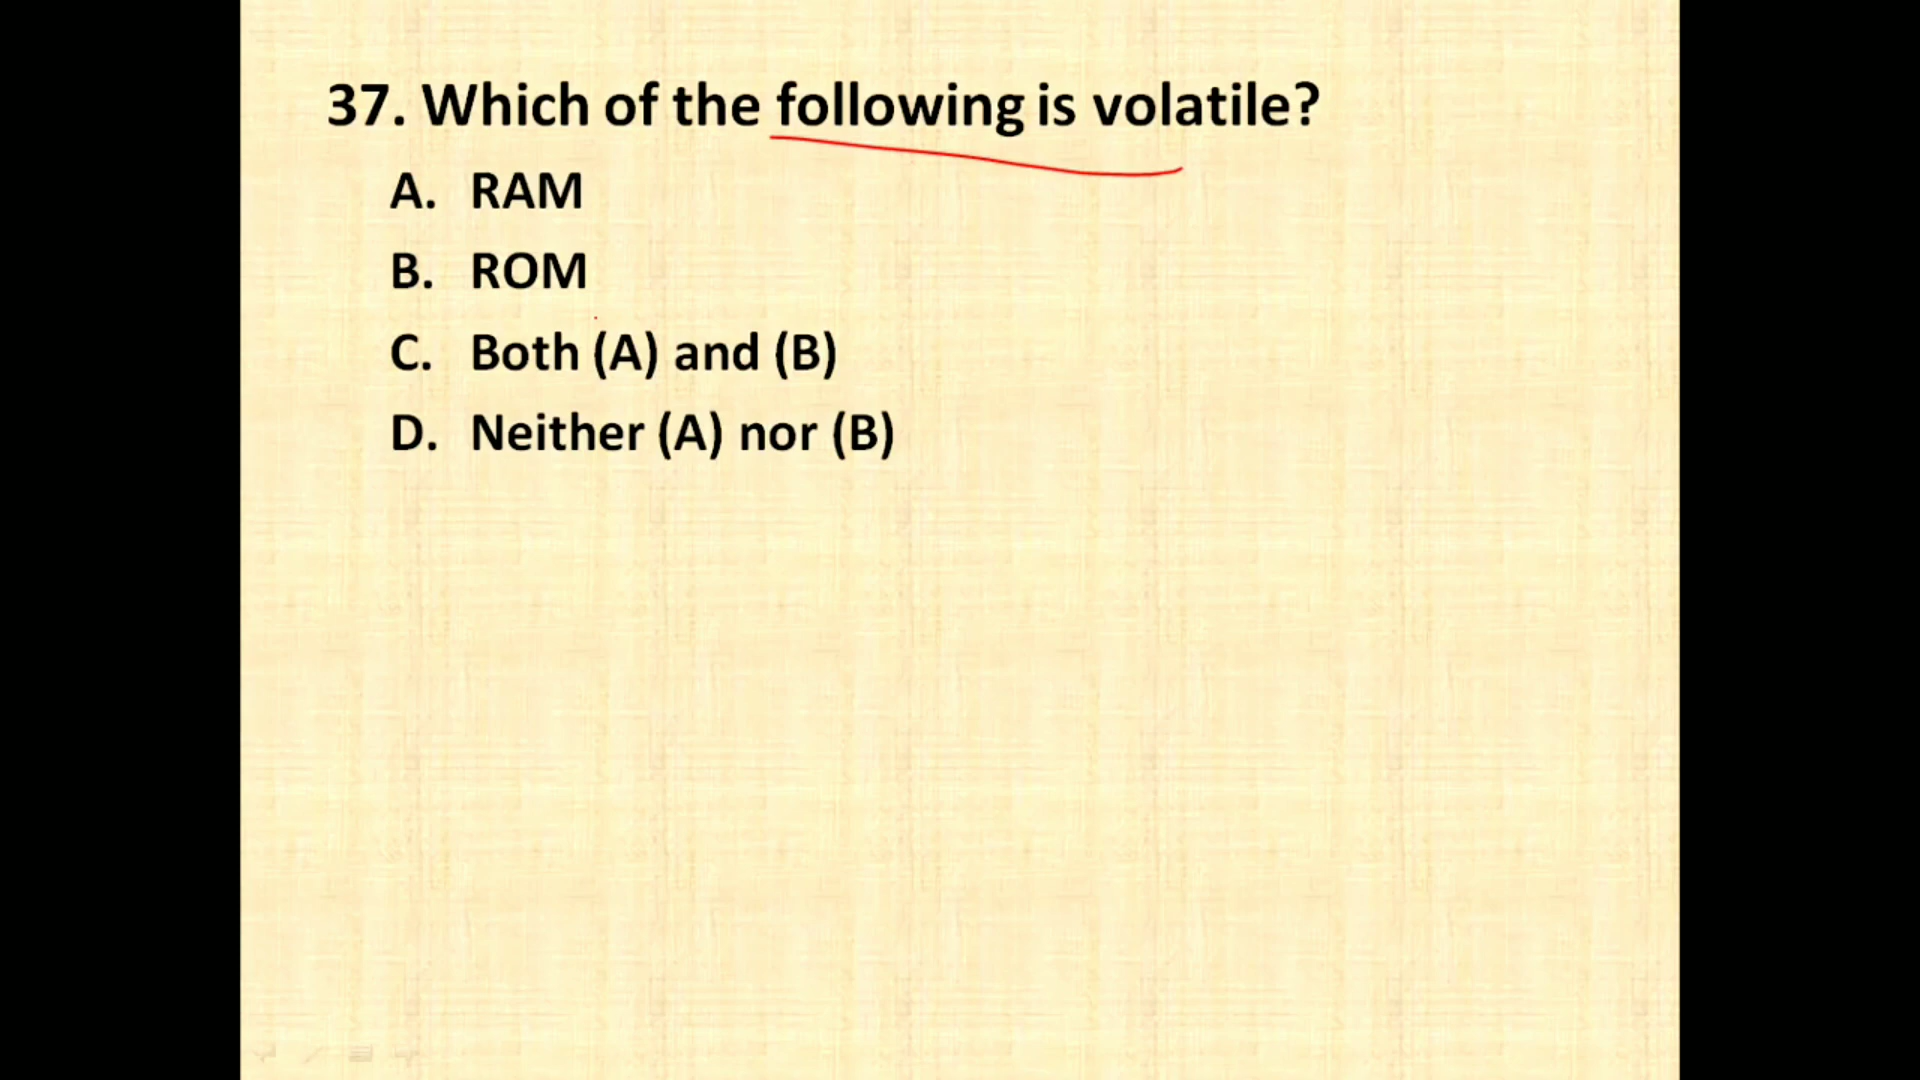 37. Which of the following is volatile?
A. RAM
B. ROM
C. Both (A) and (B)
D. Neither (A) nor (B)